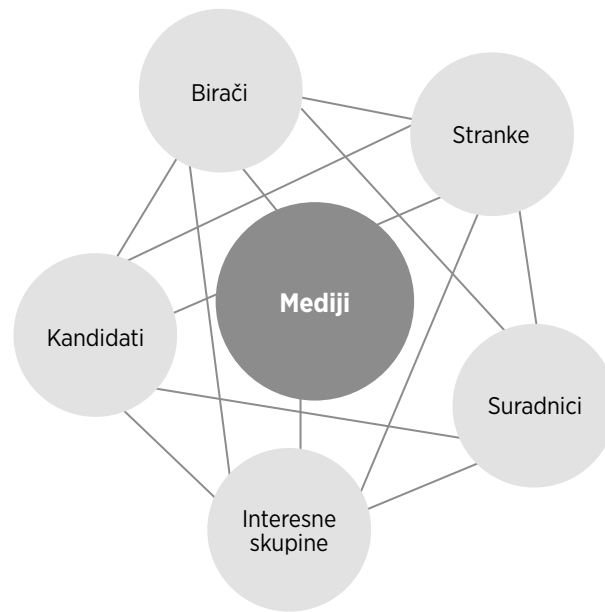 Birači
Stranke
Mediji
Kandidati
Suradnici
Interesne
skupine